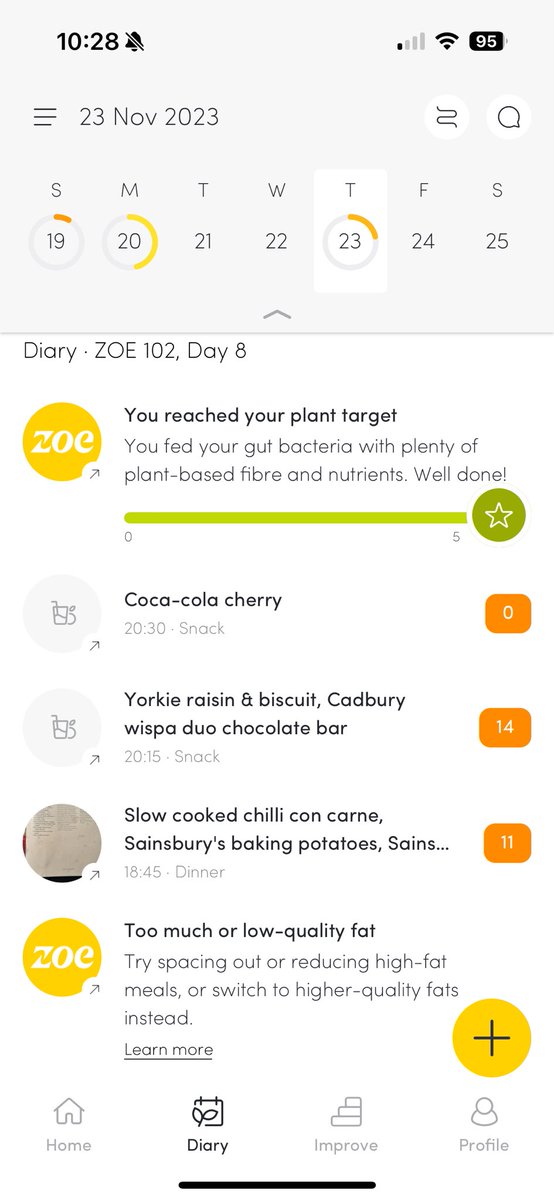 10:28
95
23 Nov 2023
S M T W T F S
19 20 21 22 23 24 25
Diary · ZOE 102, Day 8
ZOE
You reached your plant target
You fed your gut bacteria with plenty of
plant-based fibre and nutrients. Well done!
0 5
Coca-cola cherry
20:30 · Snack
0
Yorkie raisin & biscuit, Cadbury
wispa duo chocolate bar
20:15 · Snack
14
Slow cooked chilli con carne,
Sainsbury's baking potatoes, Sains...
18:45 · Dinner
11
ZOE
Too much or low-quality fat
Try spacing out or reducing high-fat
meals, or switch to higher-quality fats
instead.
Learn more
Home Diary Improve Profile